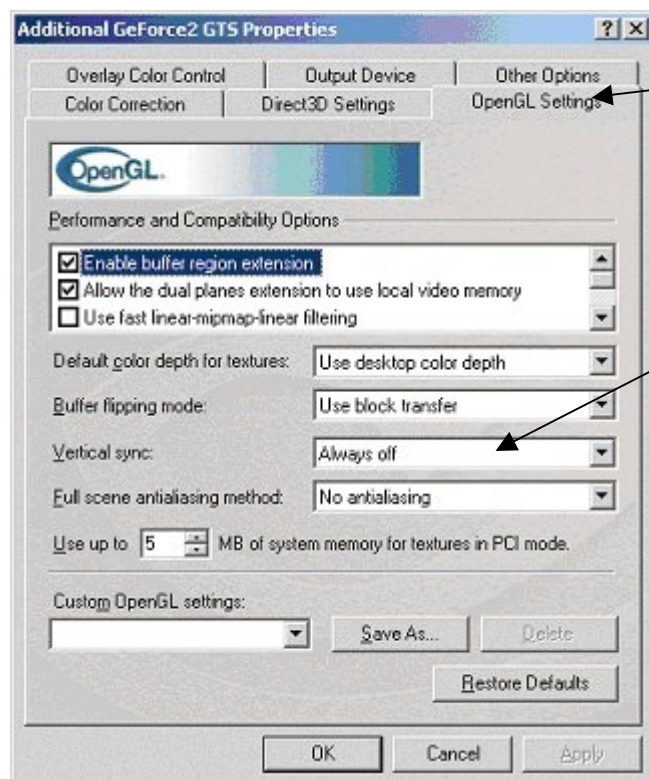 Additional GeForce2 GTS Properties
Overlay Color Control Output Device Other Options
Color Correction Direct3D Settings OpenGL Settings
OpenGL.
Performance and Compatibility Options
Enable buffer region extension
Allow the dual planes extension to use local video memory
Use fast linear-mipmap-linear filtering
Default color depth for textures: Use desktop color depth
Buffer flipping mode: Use block transfer
Vertical sync: Always off
Full scene antialiasing method: No antialiasing
Use up to 5 MB of system memory for textures in PCI mode.
Custom OpenGL settings:
Save As... Delete
Restore Defaults
OK Cancel Apply